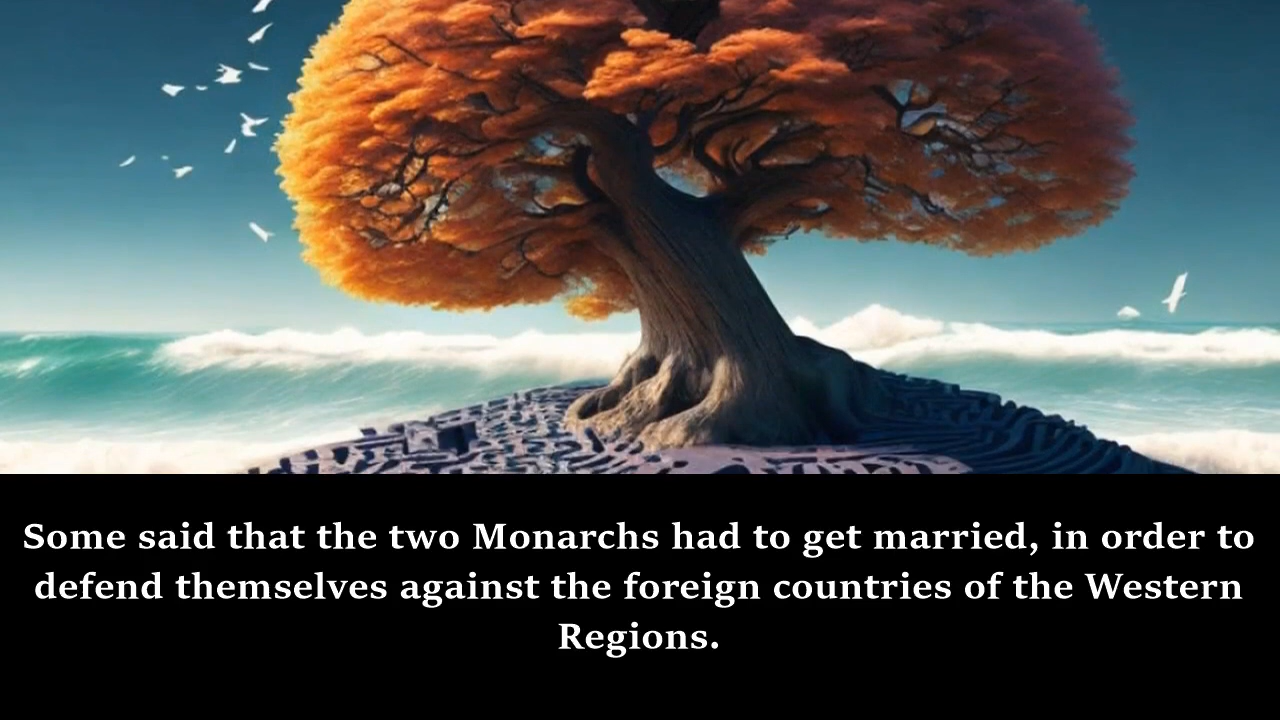 Some said that the two Monarchs had to get married, in order to
defend themselves against the foreign countries of the Western
Regions.